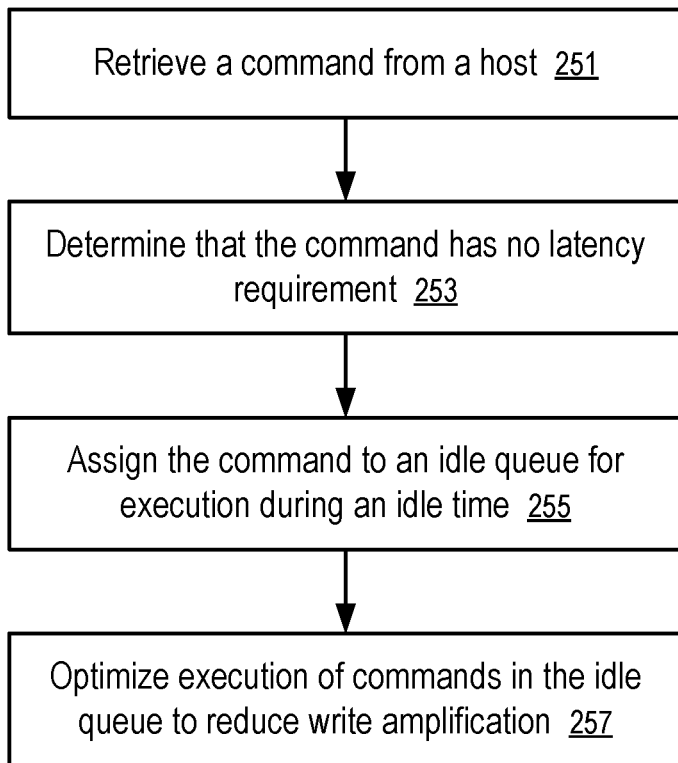 Retrieve a command from a host 251
Determine that the command has no latency
requirement 253
Assign the command to an idle queue for
execution during an idle time 255
Optimize execution of commands in the idle
queue to reduce write amplification 257